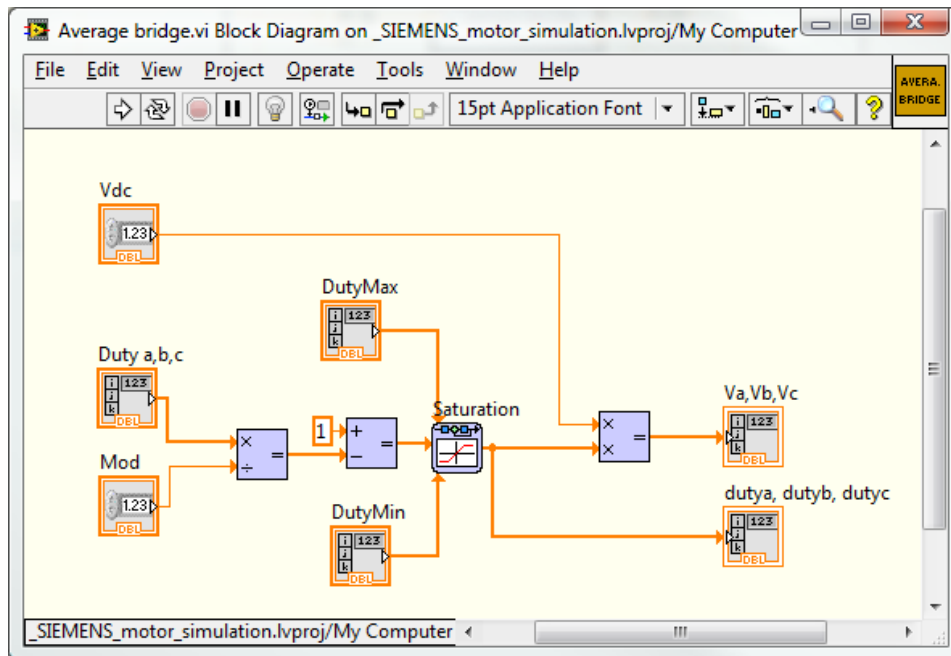 Average bridge.vi Block Diagram on _SIEMENS_motor_simulation.lvproj/My Computer
File Edit View Project Operate Tools Window Help
AVERA.
BRIDGE
15pt Application Font
Vdc
1.23
DBL
DutyMax
i 123
j
k
DBL
Duty a,b,c
i 123
j
k
DBL
Saturation
Va,Vb,Vc
i 123
j
k
DBL
1 + − =
× ÷ =
× × =
Mod
1.23
DBL
DutyMin
i 123
j
k
DBL
dutya, dutyb, dutyc
i 123
j
k
DBL
_SIEMENS_motor_simulation.lvproj/My Computer